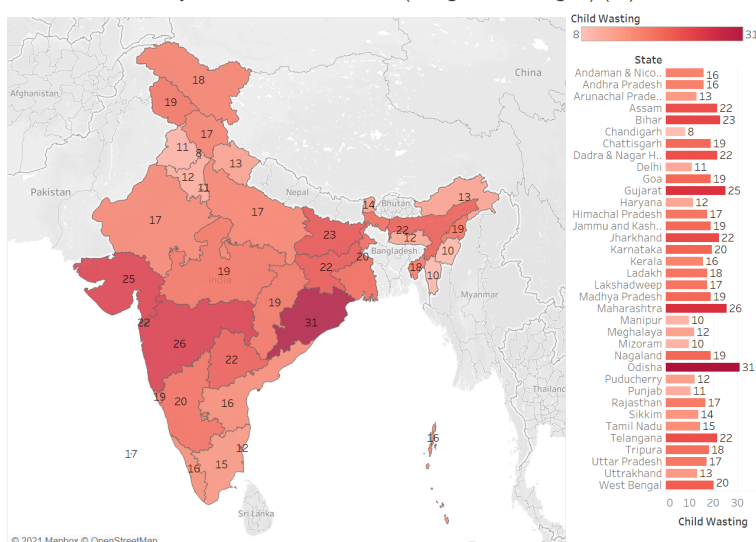 Child Wasting
8 31
State
Andaman & Nico.. 16
Andhra Pradesh 16
Arunachal Prade.. 13
Assam 22
Bihar 23
Chandigarh 8
Chattisgarh 19
Dadra & Nagar H.. 22
Delhi 11
Goa 19
Gujarat 25
Haryana 12
Himachal Pradesh 17
Jammu and Kash.. 19
Jharkhand 22
Karnataka 20
Kerala 16
Ladakh 18
Lakshadweep 17
Madhya Pradesh 19
Maharashtra 26
Manipur 10
Meghalaya 12
Mizoram 10
Nagaland 19
Odisha 31
Puducherry 12
Punjab 11
Rajasthan 17
Sikkim 14
Tamil Nadu 15
Telangana 22
Tripura 18
Uttar Pradesh 17
Uttrakhand 13
West Bengal 20
0 10 20 30
Child Wasting
China
Afghanistan
Pakistan
Nepal
Bhutan
Bangladesh
India
Myanmar
Thailand
Sri Lanka
18
19
17
11
8
13
12
11
17
17
14
13
23
22
12
19
20
10
18
10
25
19
22
22
19
31
26
22
19
20
16
17
16
15
12
16
© 2021 Mapbox © OpenStreetMap